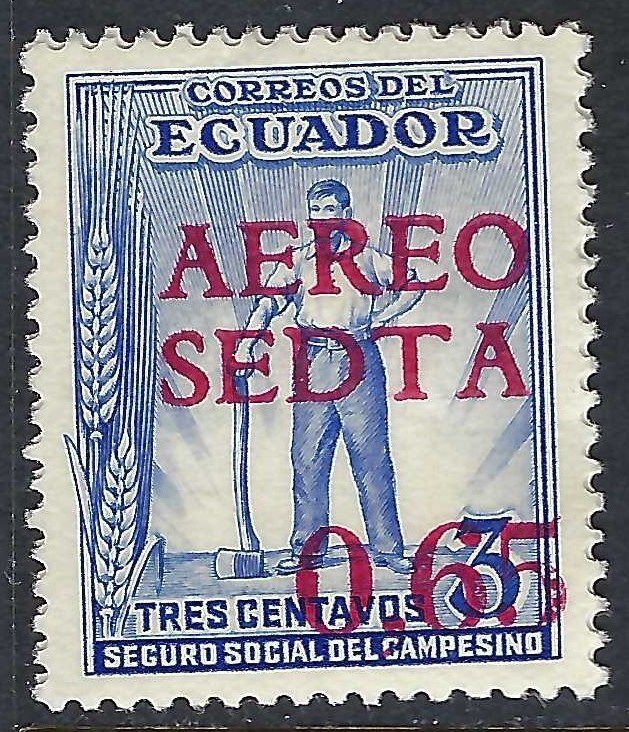 CORREOS DEL
ECUADOR
AEREO
SEDTA
0.65
3
TRES CENTAVOS
SEGURO SOCIAL DEL CAMPESINO